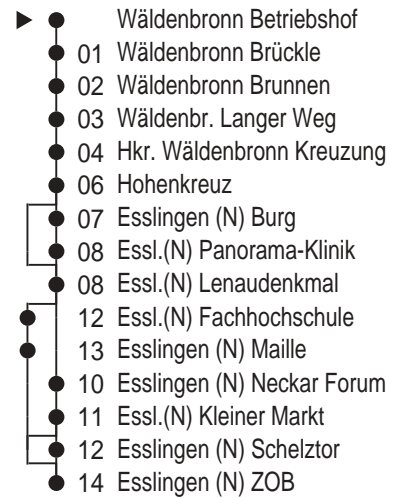 Wäldenbronn Betriebshof
01 Wäldenbronn Brückle
02 Wäldenbronn Brunnen
03 Wäldenbr. Langer Weg
04 Hkr. Wäldenbronn Kreuzung
06 Hohenkreuz
07 Esslingen (N) Burg
08 Essl.(N) Panorama-Klinik
08 Essl.(N) Lenaudenkmal
12 Essl.(N) Fachhochschule
13 Esslingen (N) Maille
10 Esslingen (N) Neckar Forum
11 Essl.(N) Kleiner Markt
12 Esslingen (N) Schelztor
14 Esslingen (N) ZOB